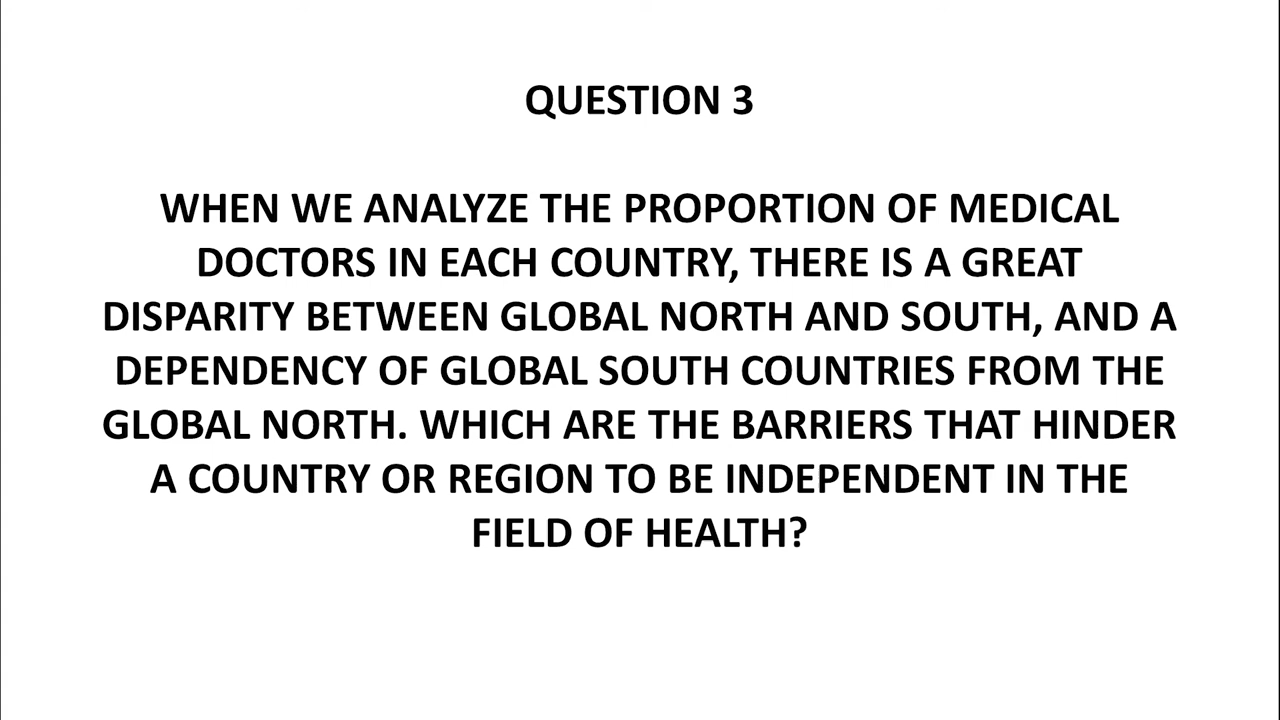 QUESTION 3
WHEN WE ANALYZE THE PROPORTION OF MEDICAL
DOCTORS IN EACH COUNTRY, THERE IS A GREAT
DISPARITY BETWEEN GLOBAL NORTH AND SOUTH, AND A
DEPENDENCY OF GLOBAL SOUTH COUNTRIES FROM THE
GLOBAL NORTH. WHICH ARE THE BARRIERS THAT HINDER
A COUNTRY OR REGION TO BE INDEPENDENT IN THE
FIELD OF HEALTH?